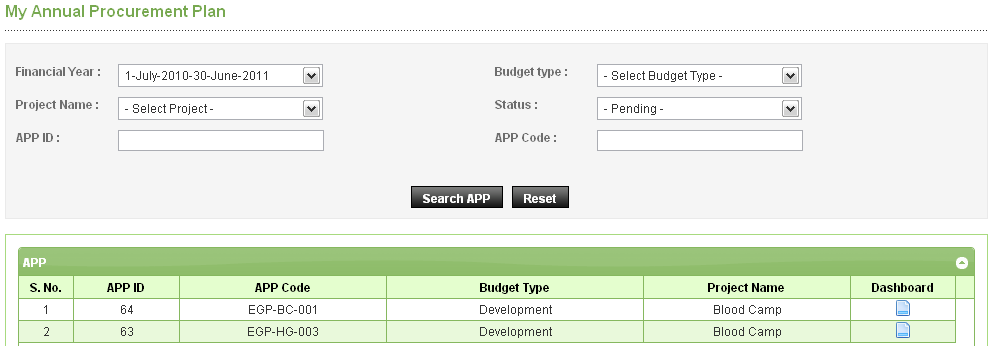 My Annual Procurement Plan
Financial Year : 1-July-2010-30-June-2011 Budget type : - Select Budget Type -
Project Name : - Select Project - Status : - Pending -
APP ID : APP Code :
Search APP Reset
APP
S. No. APP ID APP Code Budget Type Project Name Dashboard
1 64 EGP-BC-001 Development Blood Camp
2 63 EGP-HG-003 Development Blood Camp